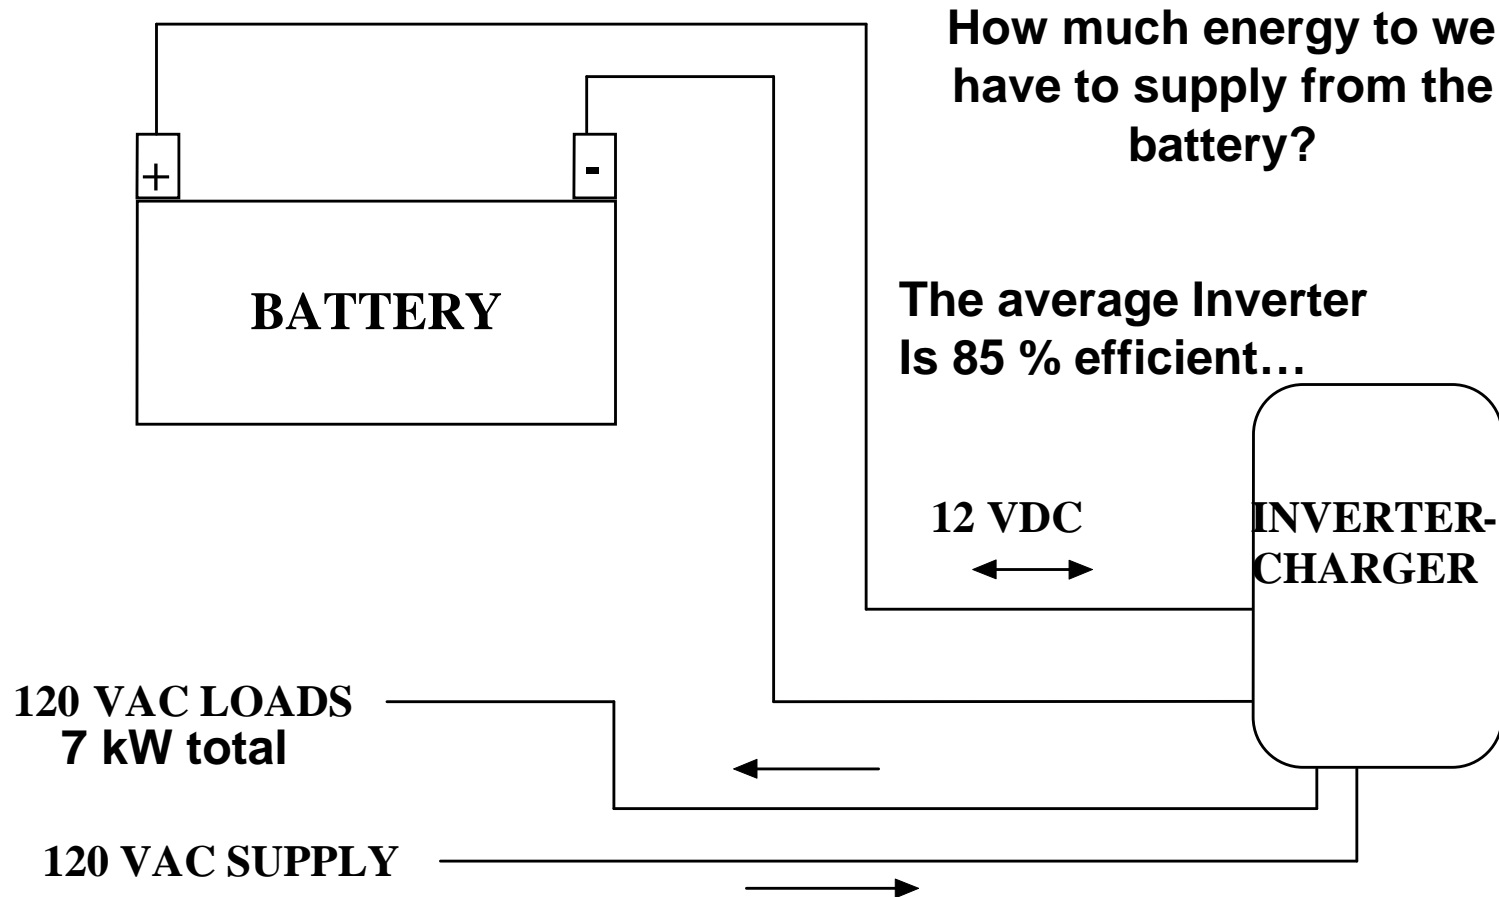 How much energy to we
have to supply from the
battery?
+
-
BATTERY
The average Inverter
Is 85 % efficient…
12 VDC
INVERTER-
CHARGER
120 VAC LOADS
7 kW total
120 VAC SUPPLY